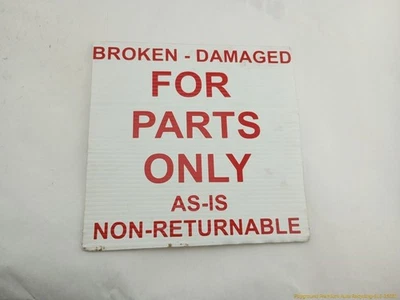 BROKEN - DAMAGED
FOR
PARTS
ONLY
AS-IS
NON-RETURNABLE